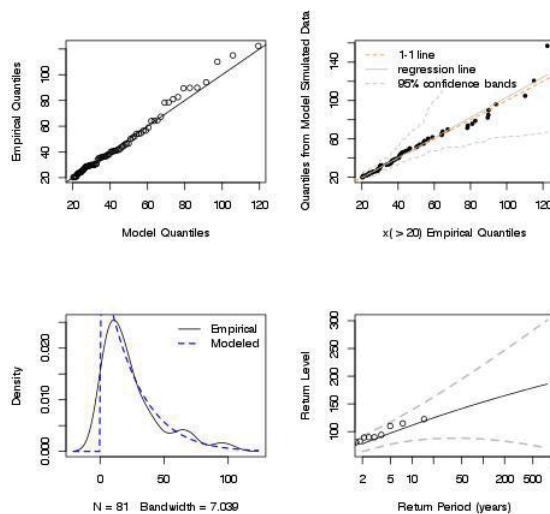 Empirical Quantiles
20 40 60 80 100
20 40 60 80 100 120
Model Quantiles
Quantiles from Model Simulated Data
20 60 100 140
1-1 line
regression line
95% confidence bands
20 40 60 80 100 120
x( > 20) Empirical Quantiles
Density
0.000 0.010 0.020
Empirical
Modeled
0 50 100
N = 81 Bandwidth = 7.039
Return Level
100 150 200 250 300
2 5 10 20 50 100 200 500
Return Period (years)